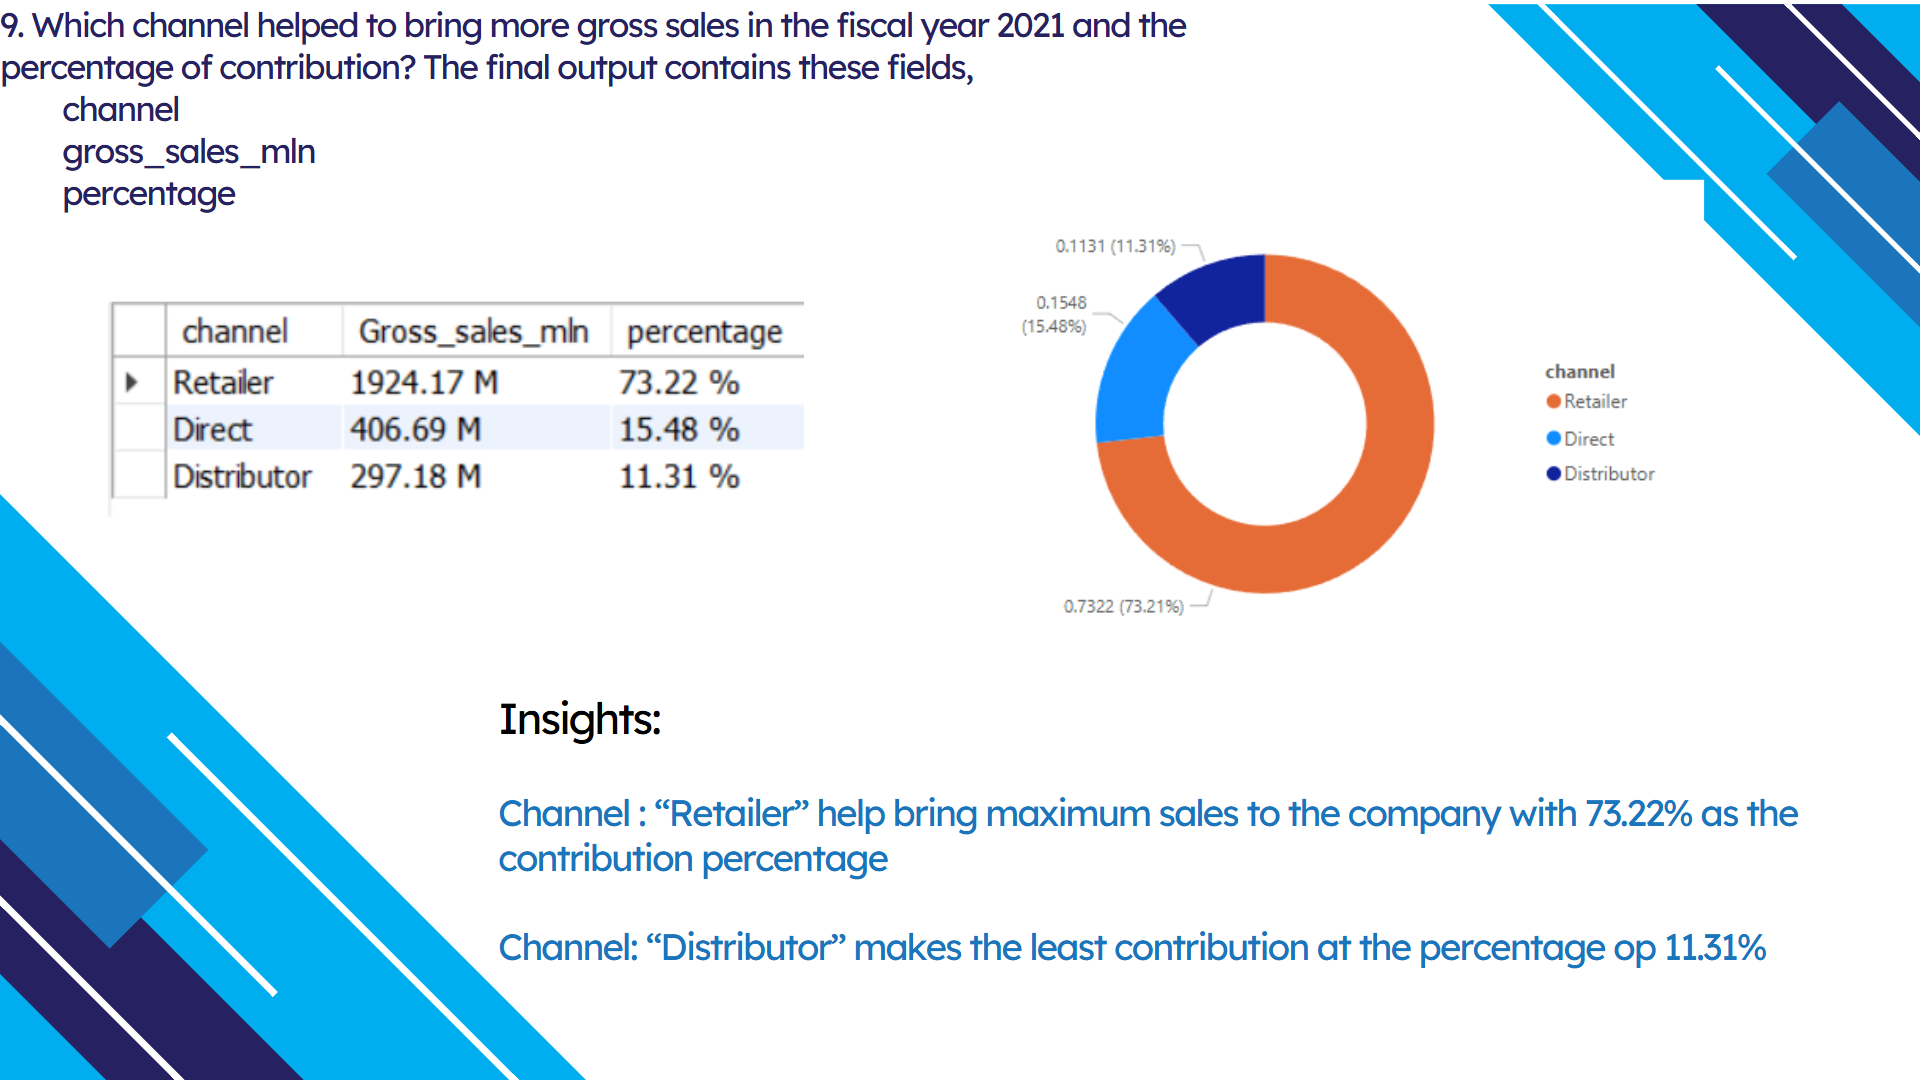 9. Which channel helped to bring more gross sales in the fiscal year 2021 and the
percentage of contribution? The final output contains these fields,
channel
gross_sales_mln
percentage
channel Gross_sales_mln percentage
Retailer 1924.17 M 73.22 %
Direct 406.69 M 15.48 %
Distributor 297.18 M 11.31 %
0.1131 (11.31%)
0.1548
(15.48%)
0.7322 (73.21%)
channel
Retailer
Direct
Distributor
Insights:
Channel : “Retailer” help bring maximum sales to the company with 73.22% as the
contribution percentage
Channel: “Distributor” makes the least contribution at the percentage op 11.31%